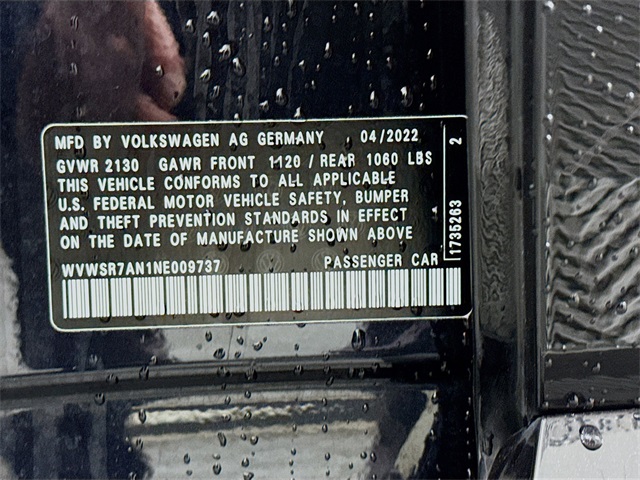 MFD BY VOLKSWAGEN AG GERMANY 04/2022
GVWR 2130 GAWR FRONT 1120 / REAR 1060 LBS
THIS VEHICLE CONFORMS TO ALL APPLICABLE
U.S. FEDERAL MOTOR VEHICLE SAFETY, BUMPER
AND THEFT PREVENTION STANDARDS IN EFFECT
ON THE DATE OF MANUFACTURE SHOWN ABOVE
WVWSR7AN1NE009737 PASSENGER CAR
1735263 2